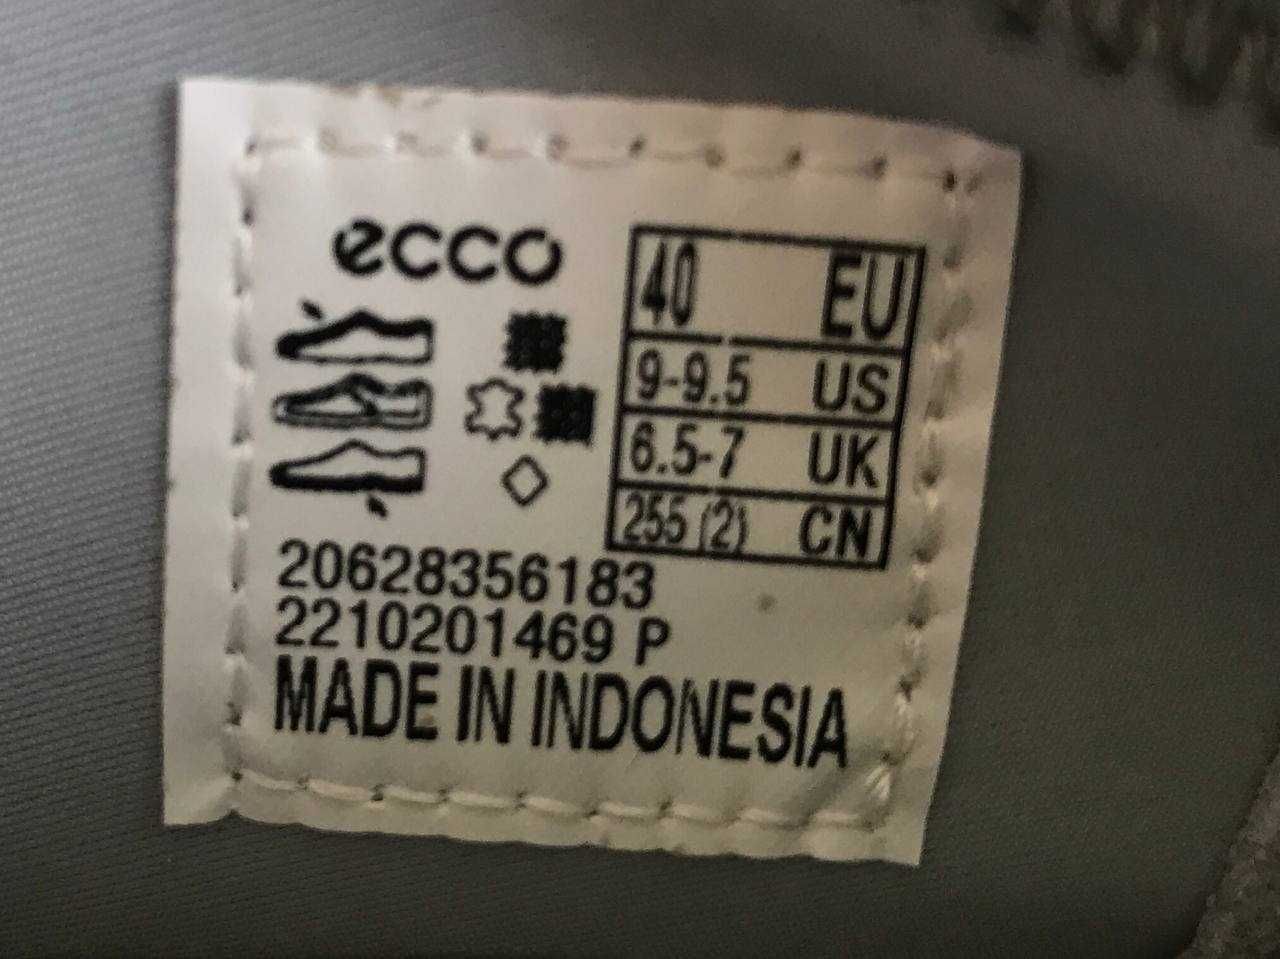 ecco
40 EU
9-9.5 US
6.5-7 UK
255 (2) CN
20628356183
2210201469 P
MADE IN INDONESIA